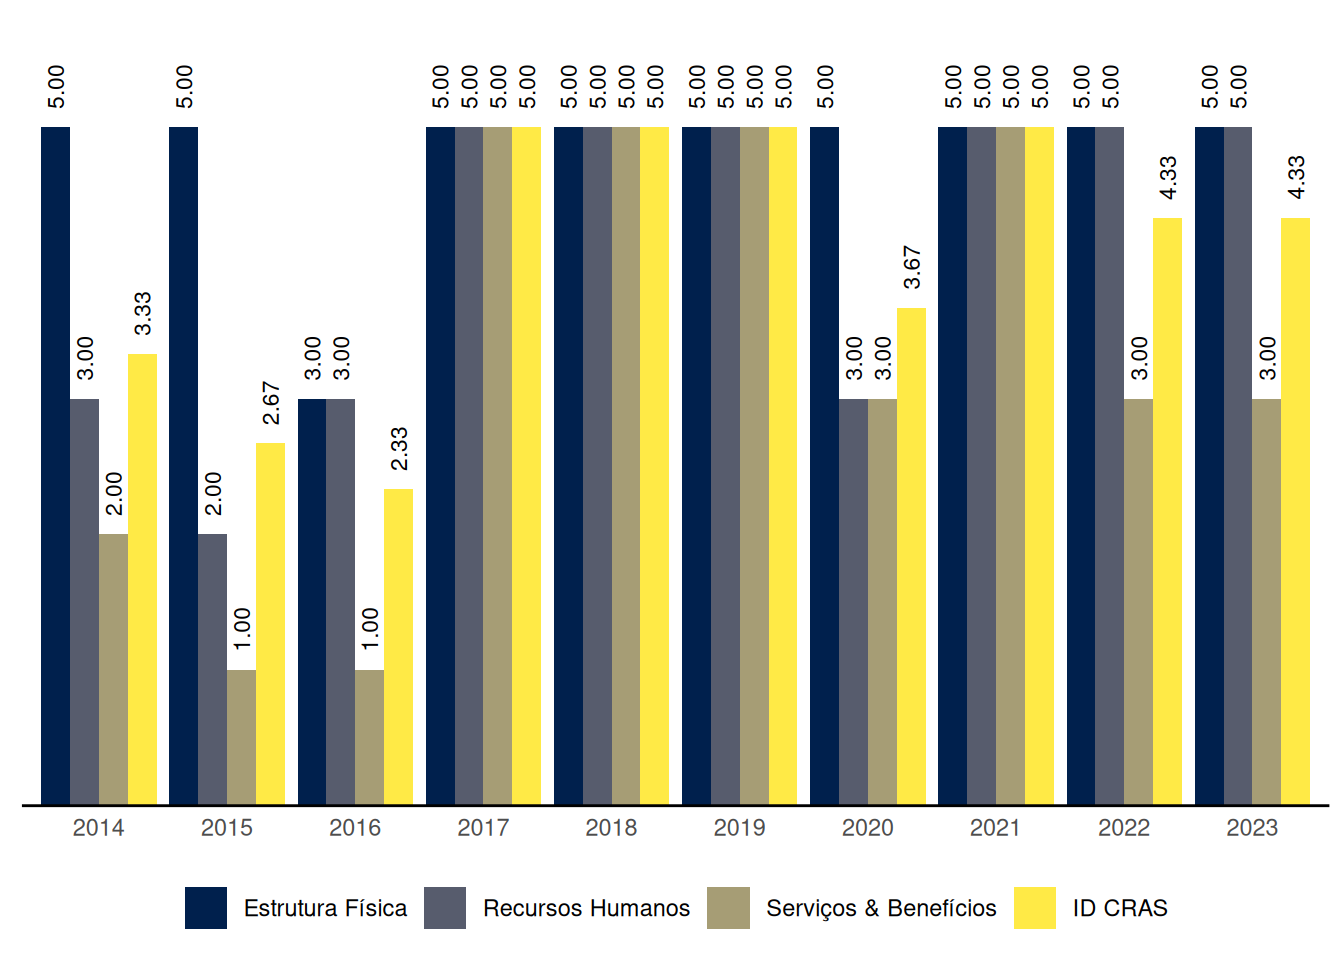 5.00 3.00 2.00 3.33 5.00 2.00 1.00 2.67 3.00 3.00 1.00 2.33 5.00 5.00 5.00 5.00 5.00 5.00 5.00 5.00 5.00 5.00 5.00 5.00 5.00 3.00 3.00 3.67 5.00 5.00 5.00 5.00 5.00 5.00 3.00 4.33 5.00 5.00 3.00 4.33
2014 2015 2016 2017 2018 2019 2020 2021 2022 2023
Estrutura Física Recursos Humanos Serviços & Benefícios ID CRAS